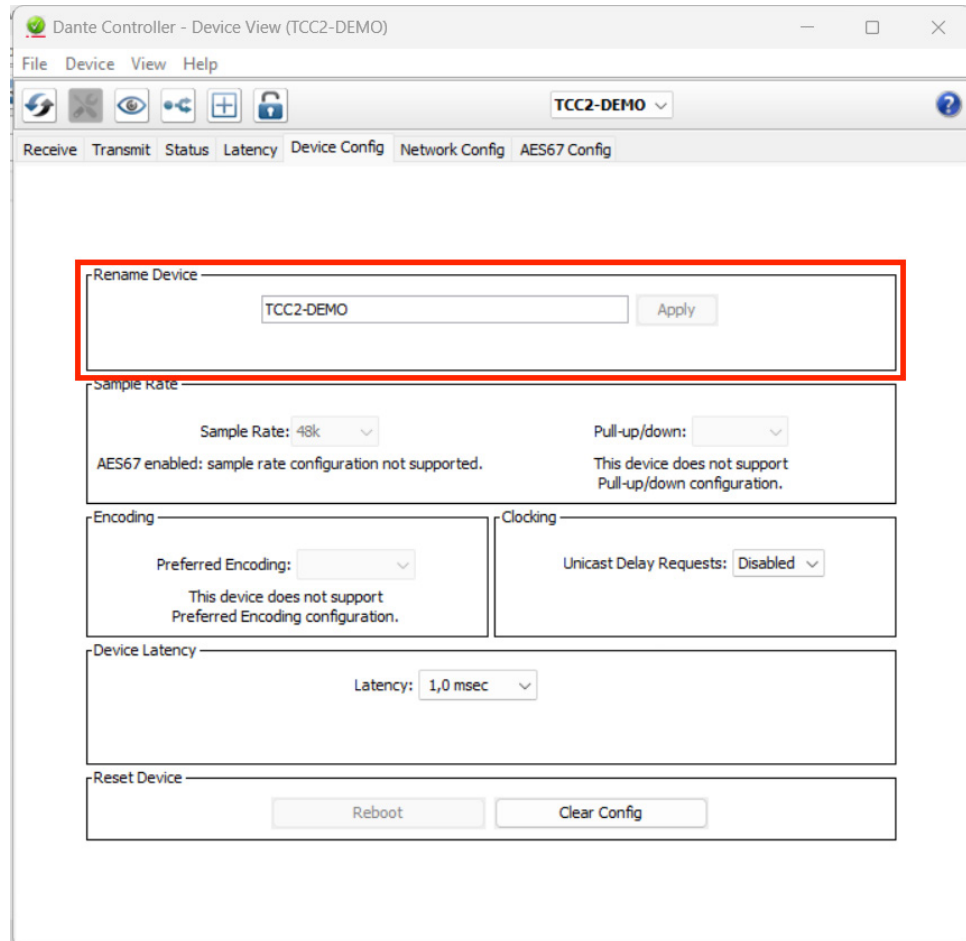 Dante Controller - Device View (TCC2-DEMO)
File Device View Help
TCC2-DEMO
Receive Transmit Status Latency Device Config Network Config AES67 Config
Rename Device
TCC2-DEMO Apply
Sample Rate
Sample Rate: 48k Pull-up/down:
AES67 enabled: sample rate configuration not supported. This device does not support
Pull-up/down configuration.
Encoding Clocking
Preferred Encoding: Unicast Delay Requests: Disabled
This device does not support
Preferred Encoding configuration.
Device Latency
Latency: 1,0 msec
Reset Device
Reboot Clear Config